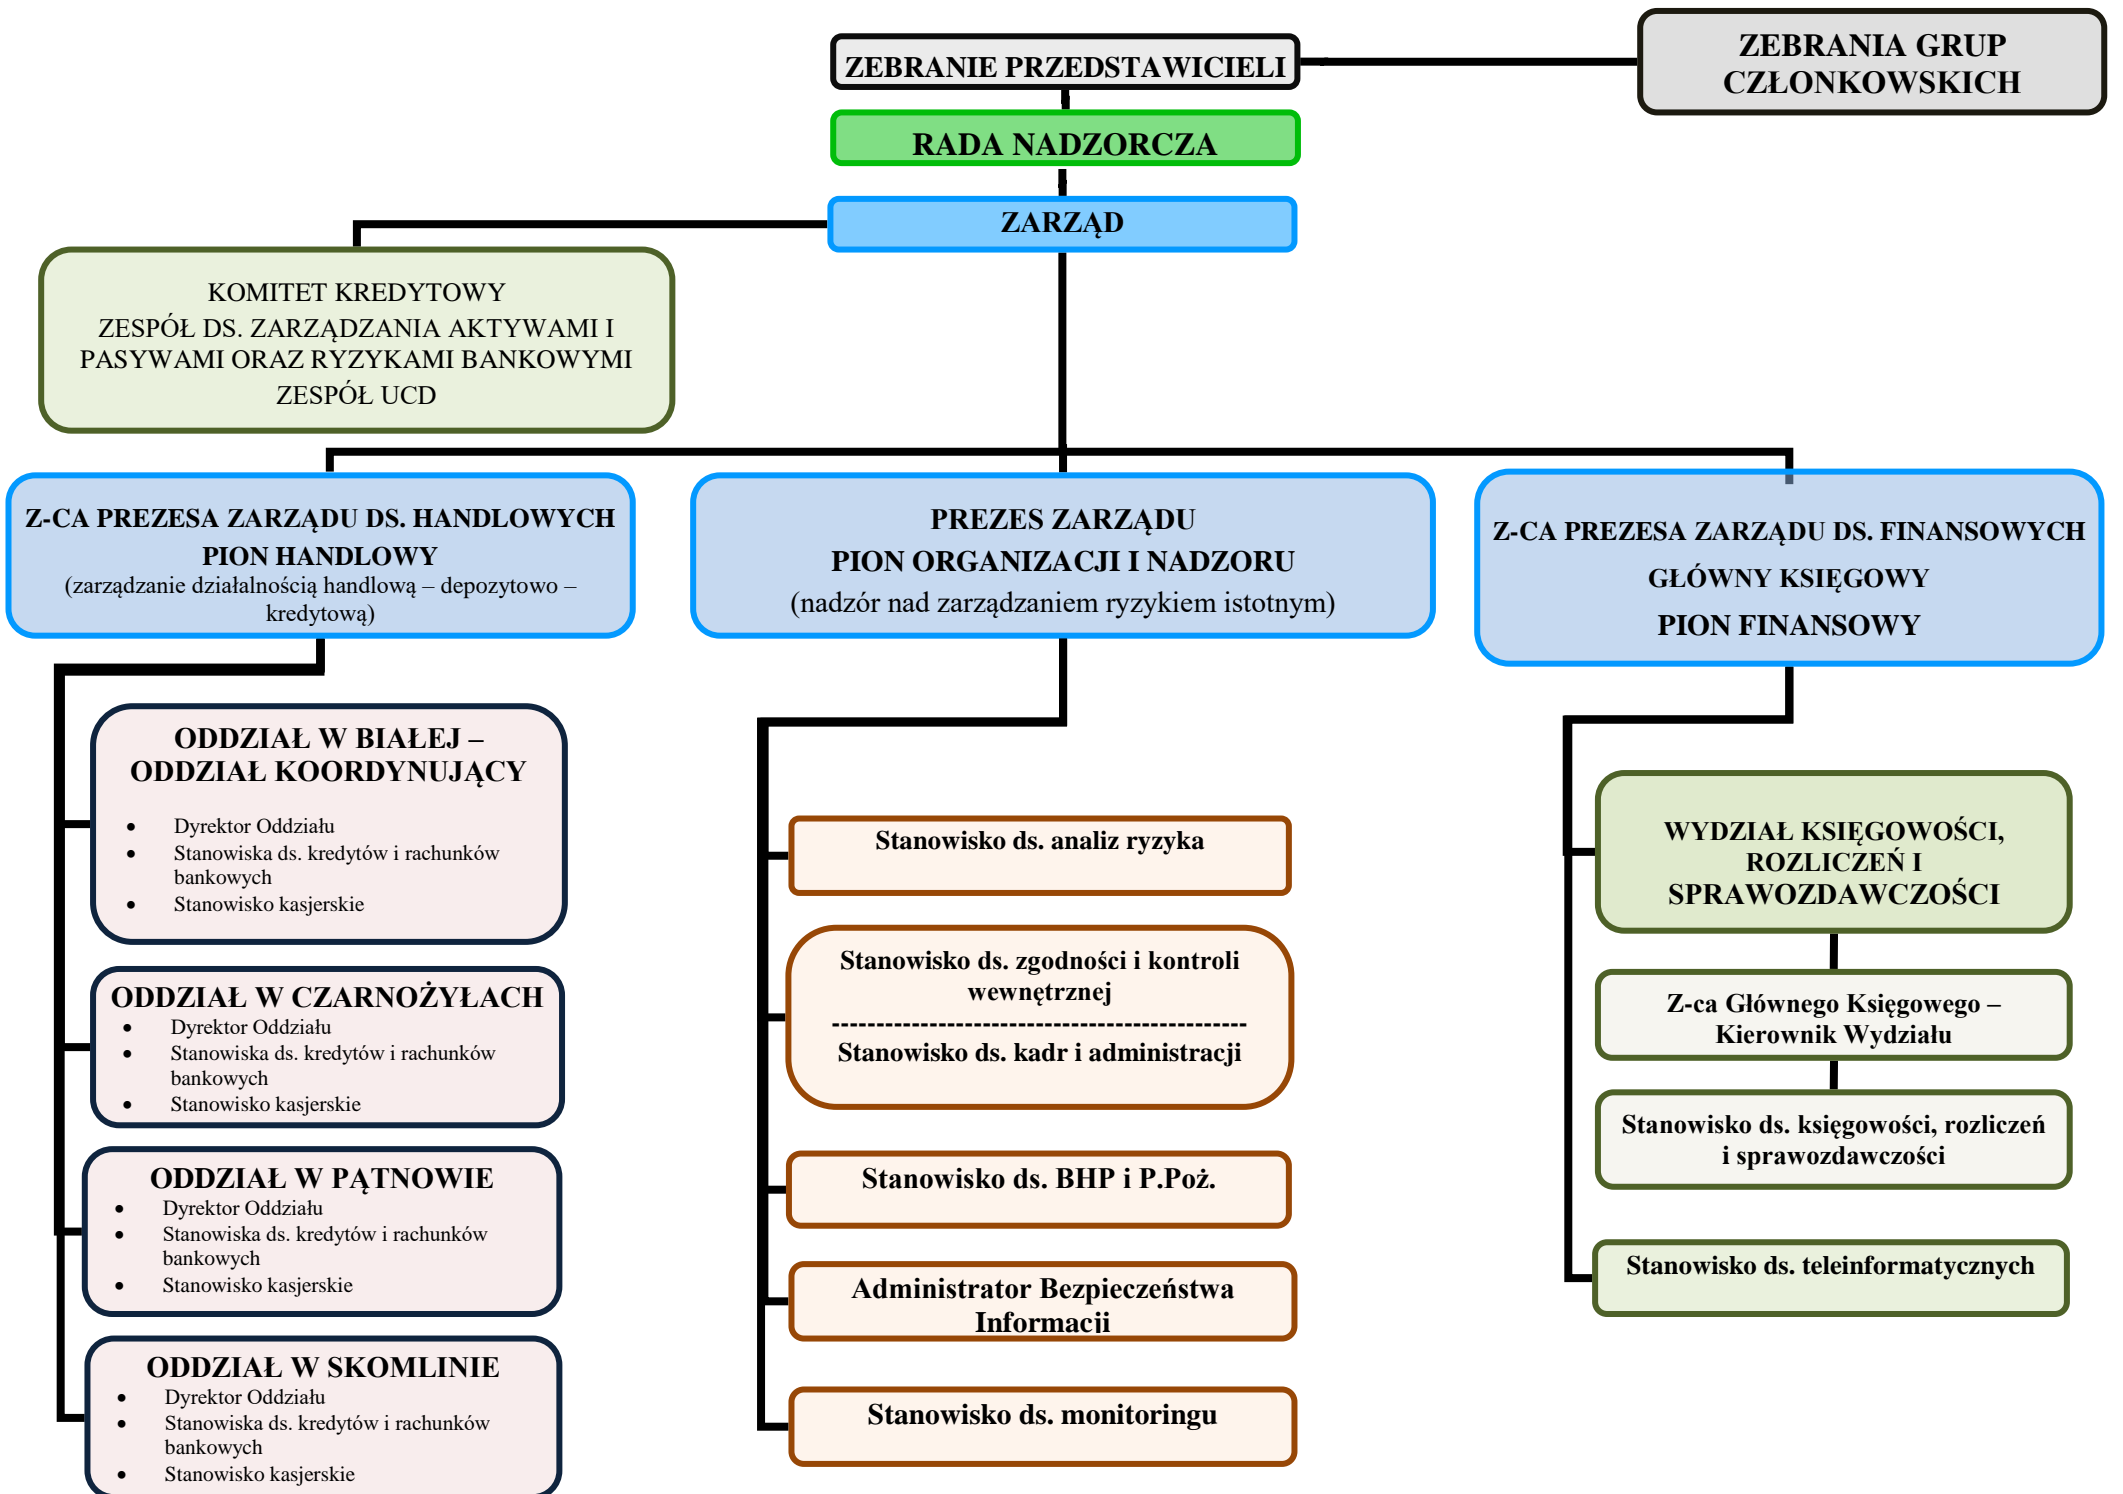 ZEBRANIE PRZEDSTAWICIELI
ZEBRANIA GRUP
CZŁONKOWSKICH
RADA NADZORCZA
ZARZĄD
KOMITET KREDYTOWY
ZESPÓŁ DS. ZARZĄDZANIA AKTYWAMI I
PASYWAMI ORAZ RYZYKAMI BANKOWYMI
ZESPÓŁ UCD
Z-CA PREZESA ZARZĄDU DS. HANDLOWYCH
PION HANDLOWY
(zarządzanie działalnością handlową – depozytowo –
kredytową)
PREZES ZARZĄDU
PION ORGANIZACJI I NADZORU
(nadzór nad zarządzaniem ryzykiem istotnym)
Z-CA PREZESA ZARZĄDU DS. FINANSOWYCH
GŁÓWNY KSIĘGOWY
PION FINANSOWY
ODDZIAŁ W BIAŁEJ –
ODDZIAŁ KOORDYNUJĄCY
• Dyrektor Oddziału
• Stanowiska ds. kredytów i rachunków
bankowych
• Stanowisko kasjerskie
ODDZIAŁ W CZARNOŻYŁACH
• Dyrektor Oddziału
• Stanowiska ds. kredytów i rachunków
bankowych
• Stanowisko kasjerskie
ODDZIAŁ W PĄTNOWIE
• Dyrektor Oddziału
• Stanowiska ds. kredytów i rachunków
bankowych
• Stanowisko kasjerskie
ODDZIAŁ W SKOMLINIE
• Dyrektor Oddziału
• Stanowiska ds. kredytów i rachunków
bankowych
• Stanowisko kasjerskie
Stanowisko ds. analiz ryzyka
Stanowisko ds. zgodności i kontroli
wewnętrznej
-----------------------------------------------
Stanowisko ds. kadr i administracji
Stanowisko ds. BHP i P.Poż.
Administrator Bezpieczeństwa
Informacji
Stanowisko ds. monitoringu
WYDZIAŁ KSIĘGOWOŚCI,
ROZLICZEŃ I
SPRAWOZDAWCZOŚCI
Z-ca Głównego Księgowego –
Kierownik Wydziału
Stanowisko ds. księgowości, rozliczeń
i sprawozdawczości
Stanowisko ds. teleinformatycznych